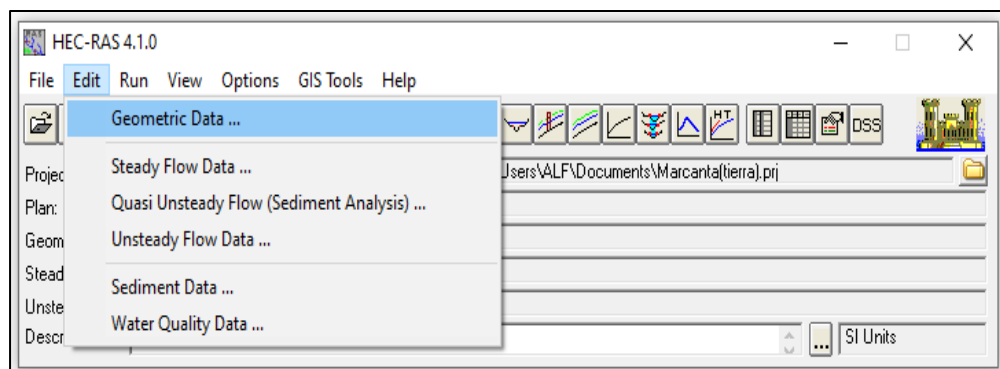 HEC-RAS 4.1.0
File Edit Run View Options GIS Tools Help
Geometric Data ...
HT
DSS
Steady Flow Data ...
Projec
Jsers\ALF\Documents\Marcanta(tierra).prj
Quasi Unsteady Flow (Sediment Analysis) ...
Plan:
Unsteady Flow Data ...
Geom
Stead
Sediment Data ...
Unste
Water Quality Data ...
Descr
... SI Units